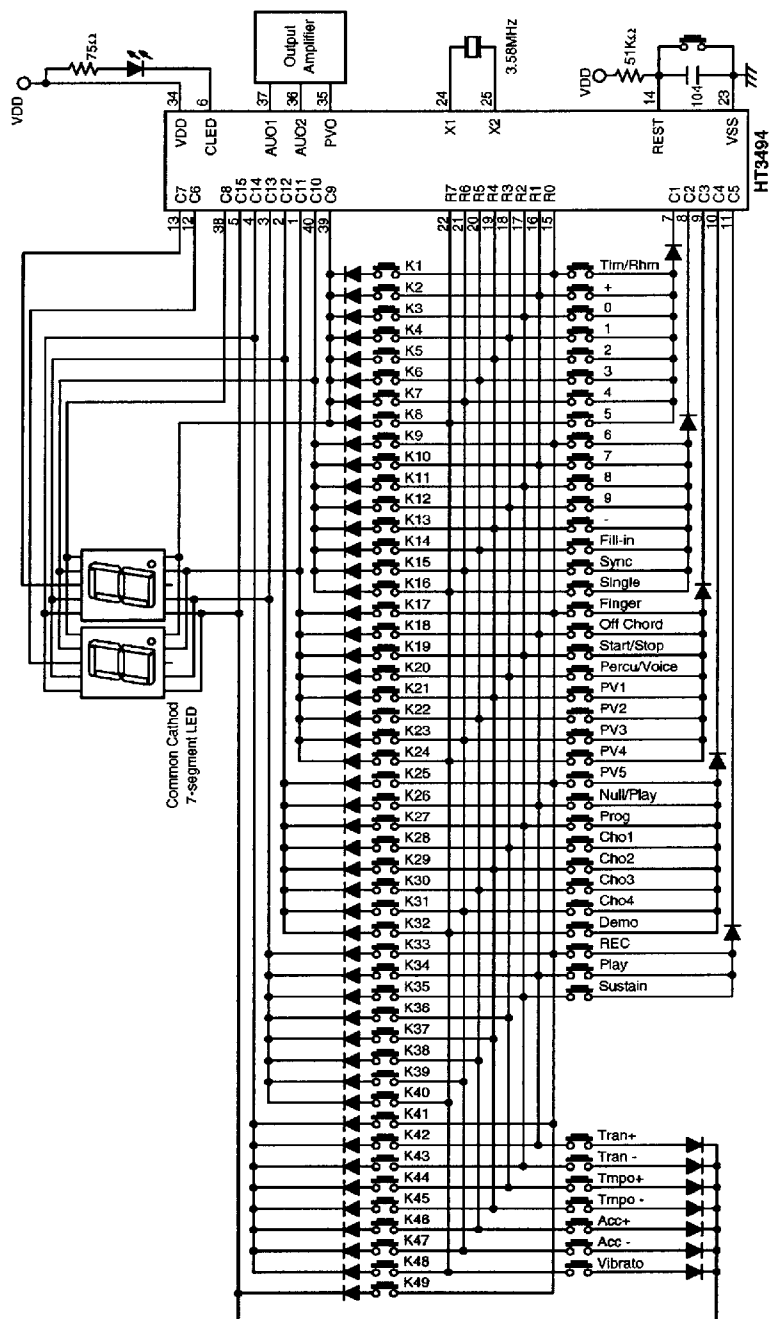 VDD
75Ω
Output
Amplifier
3.58MHz
VDD
51KΩ
104
34
6
37
36
35
24
25
14
23
VDD
CLED
AUO1
AUO2
PVO
X1
X2
REST
VSS
HT3494
C7
C6
C8
C15
C14
C13
C12
C11
C10
C9
R7
R6
R5
R4
R3
R2
R1
R0
C1
C2
C3
C4
C5
13
12
38
5
4
3
2
1
40
39
22
21
20
19
18
17
16
15
7
8
9
10
11
Common Cathod
7-segment LED
K1
Tim/Rhm
K2
+
K3
0
K4
1
K5
2
K6
3
K7
4
K8
5
K9
6
K10
7
K11
8
K12
9
K13
-
K14
Fill-in
K15
Sync
K16
Single
K17
Finger
K18
Off Chord
K19
Start/Stop
K20
Percu/Voice
K21
PV1
K22
PV2
K23
PV3
K24
PV4
K25
PV5
K26
Null/Play
K27
Prog
K28
Cho1
K29
Cho2
K30
Cho3
K31
Cho4
K32
Demo
K33
REC
K34
Play
K35
Sustain
K36
K37
K38
K39
K40
K41
K42
Tran+
K43
Tran -
K44
Tmpo+
K45
Tmpo -
K46
Acc+
K47
Acc -
K48
Vibrato
K49